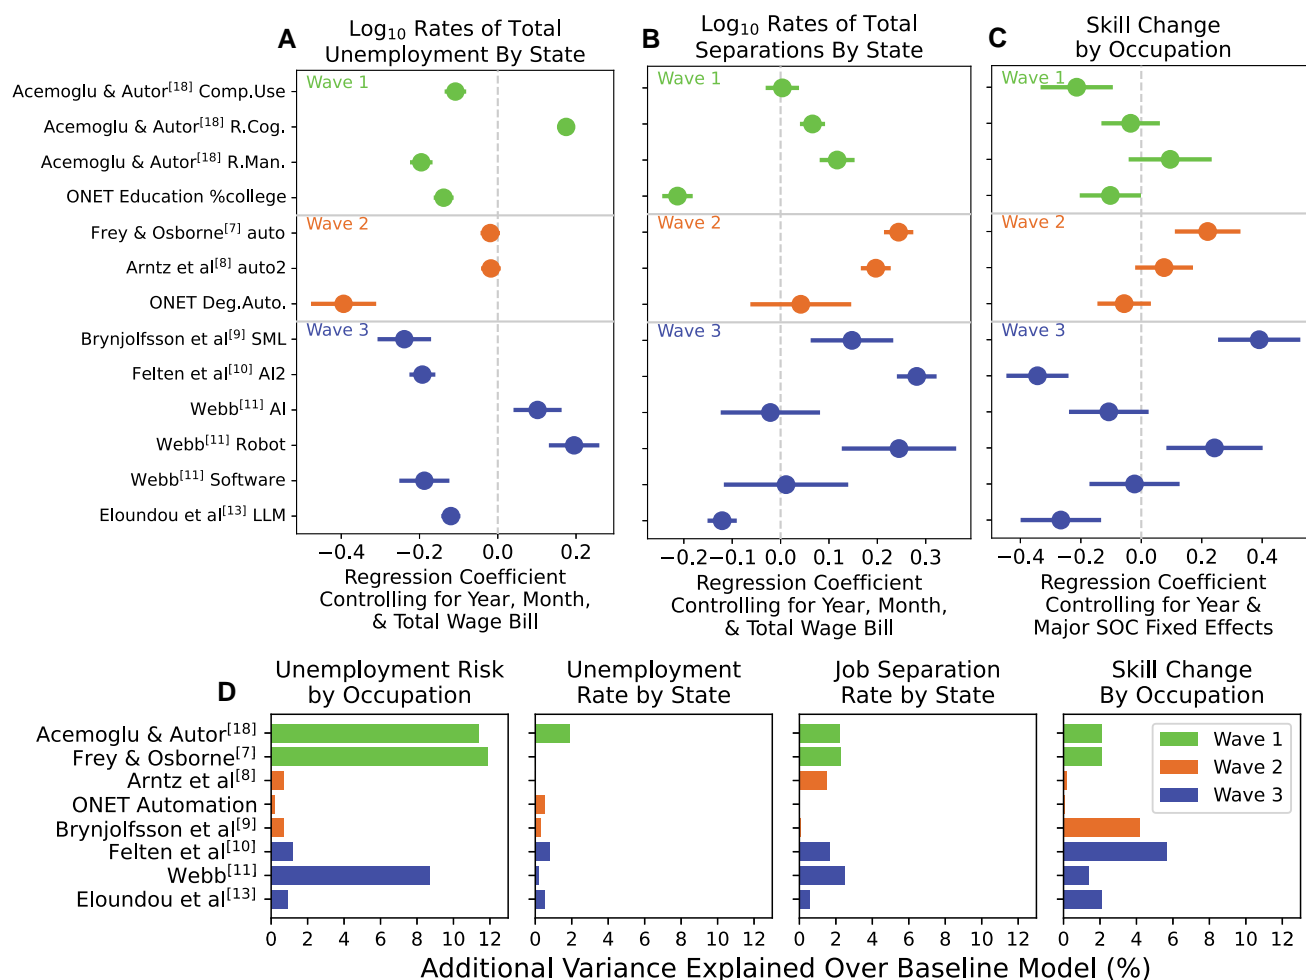 A
Log₁₀ Rates of Total
Unemployment By State
B
Log₁₀ Rates of Total
Separations By State
C
Skill Change
by Occupation
Wave 1
Wave 1
Wave 1
Acemoglu & Autor[18] Comp.Use
Acemoglu & Autor[18] R.Cog.
Acemoglu & Autor[18] R.Man.
ONET Education %college
Wave 2
Wave 2
Wave 2
Frey & Osborne[7] auto
Arntz et al[8] auto2
ONET Deg.Auto.
Wave 3
Wave 3
Wave 3
Brynjolfsson et al[9] SML
Felten et al[10] AI2
Webb[11] AI
Webb[11] Robot
Webb[11] Software
Eloundou et al[13] LLM
−0.4 −0.2 0.0 0.2
−0.2 −0.1 0.0 0.1 0.2 0.3
−0.4 −0.2 0.0 0.2 0.4
Regression Coefficient
Controlling for Year, Month,
& Total Wage Bill
Regression Coefficient
Controlling for Year, Month,
& Total Wage Bill
Regression Coefficient
Controlling for Year &
Major SOC Fixed Effects
D
Unemployment Risk
by Occupation
Unemployment
Rate by State
Job Separation
Rate by State
Skill Change
By Occupation
Acemoglu & Autor[18]
Frey & Osborne[7]
Arntz et al[8]
ONET Automation
Brynjolfsson et al[9]
Felten et al[10]
Webb[11]
Eloundou et al[13]
Wave 1
Wave 2
Wave 3
0 2 4 6 8 10 12
0 2 4 6 8 10 12
0 2 4 6 8 10 12
0 2 4 6 8 10 12
Additional Variance Explained Over Baseline Model (%)